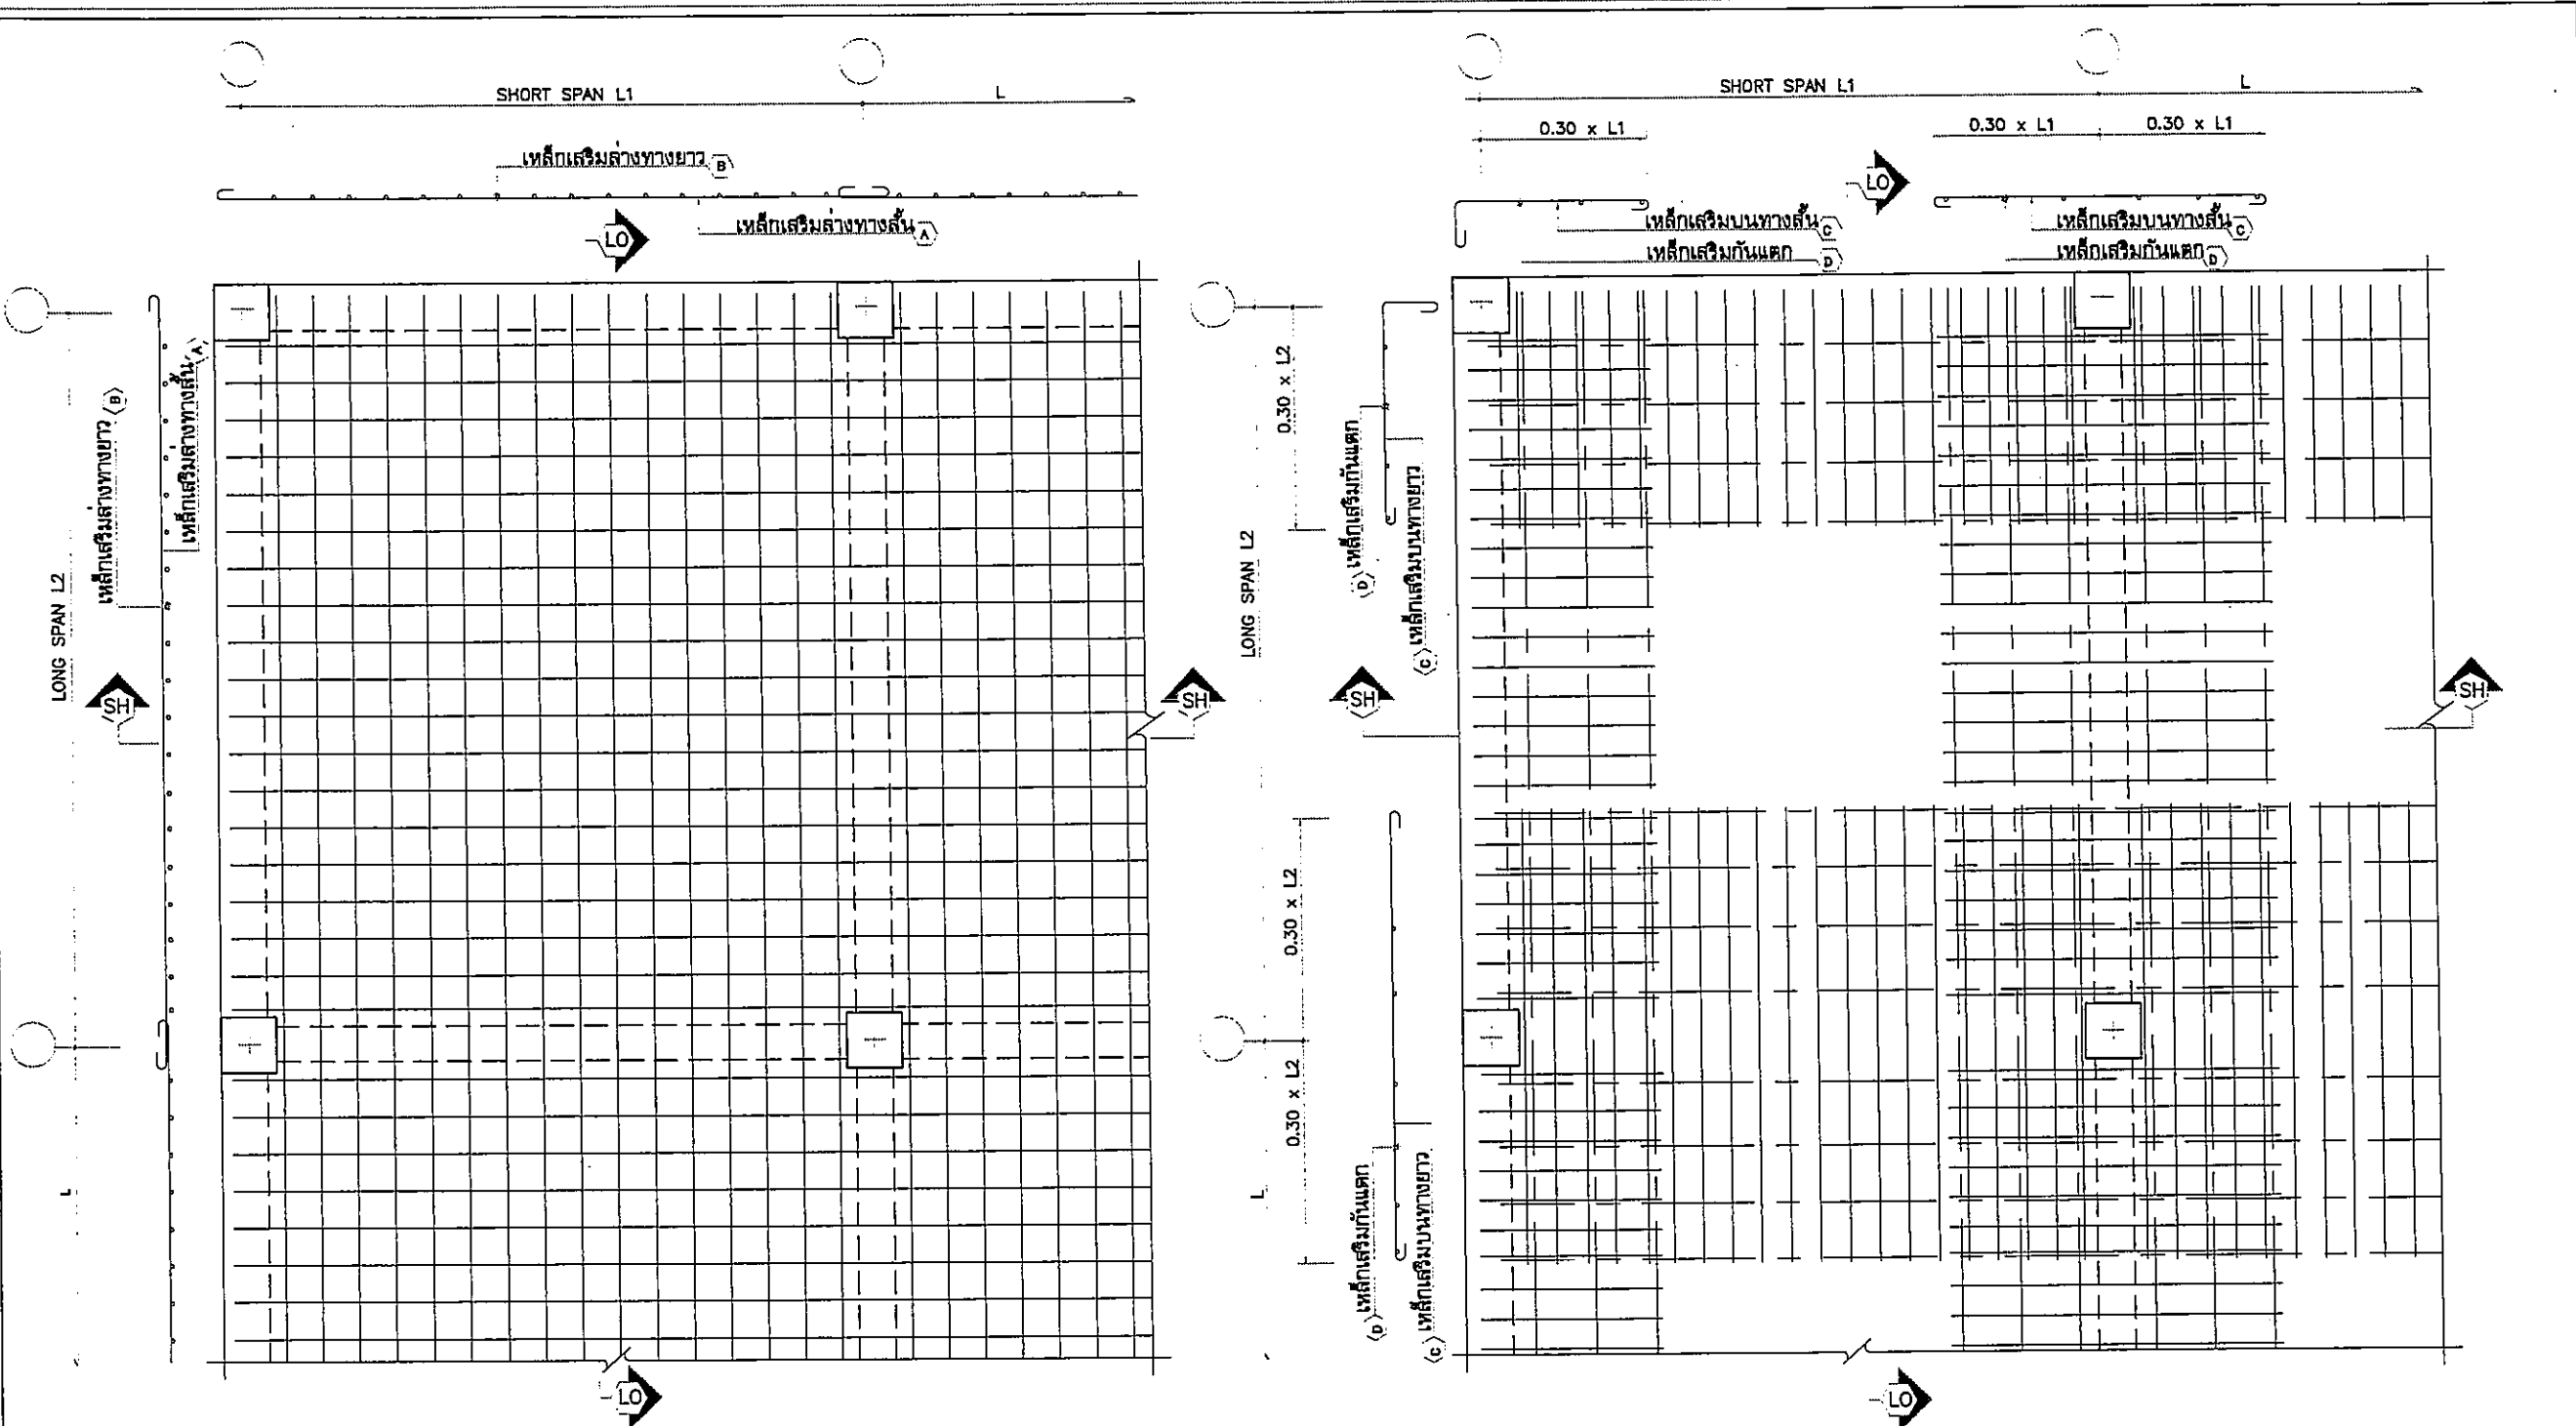 SHORT SPAN L1
L
เหล็กเสริมล่างทางยาว B
เหล็กเสริมล่างทางสั้น A
LO
LONG SPAN L2
L
เหล็กเสริมล่างทางยาว B
เหล็กเสริมล่างทางสั้น A
SH
SH
LO
SHORT SPAN L1
L
0.30 x L1
0.30 x L1
0.30 x L1
LO
เหล็กเสริมบนทางสั้น C
เหล็กเสริมกันแตก D
เหล็กเสริมบนทางสั้น C
เหล็กเสริมกันแตก D
LONG SPAN L2
L
0.30 x L2
0.30 x L2
0.30 x L2
D เหล็กเสริมกันแตก
C เหล็กเสริมบนทางยาว
SH
SH
D เหล็กเสริมกันแตก
C เหล็กเสริมบนทางยาว
LO